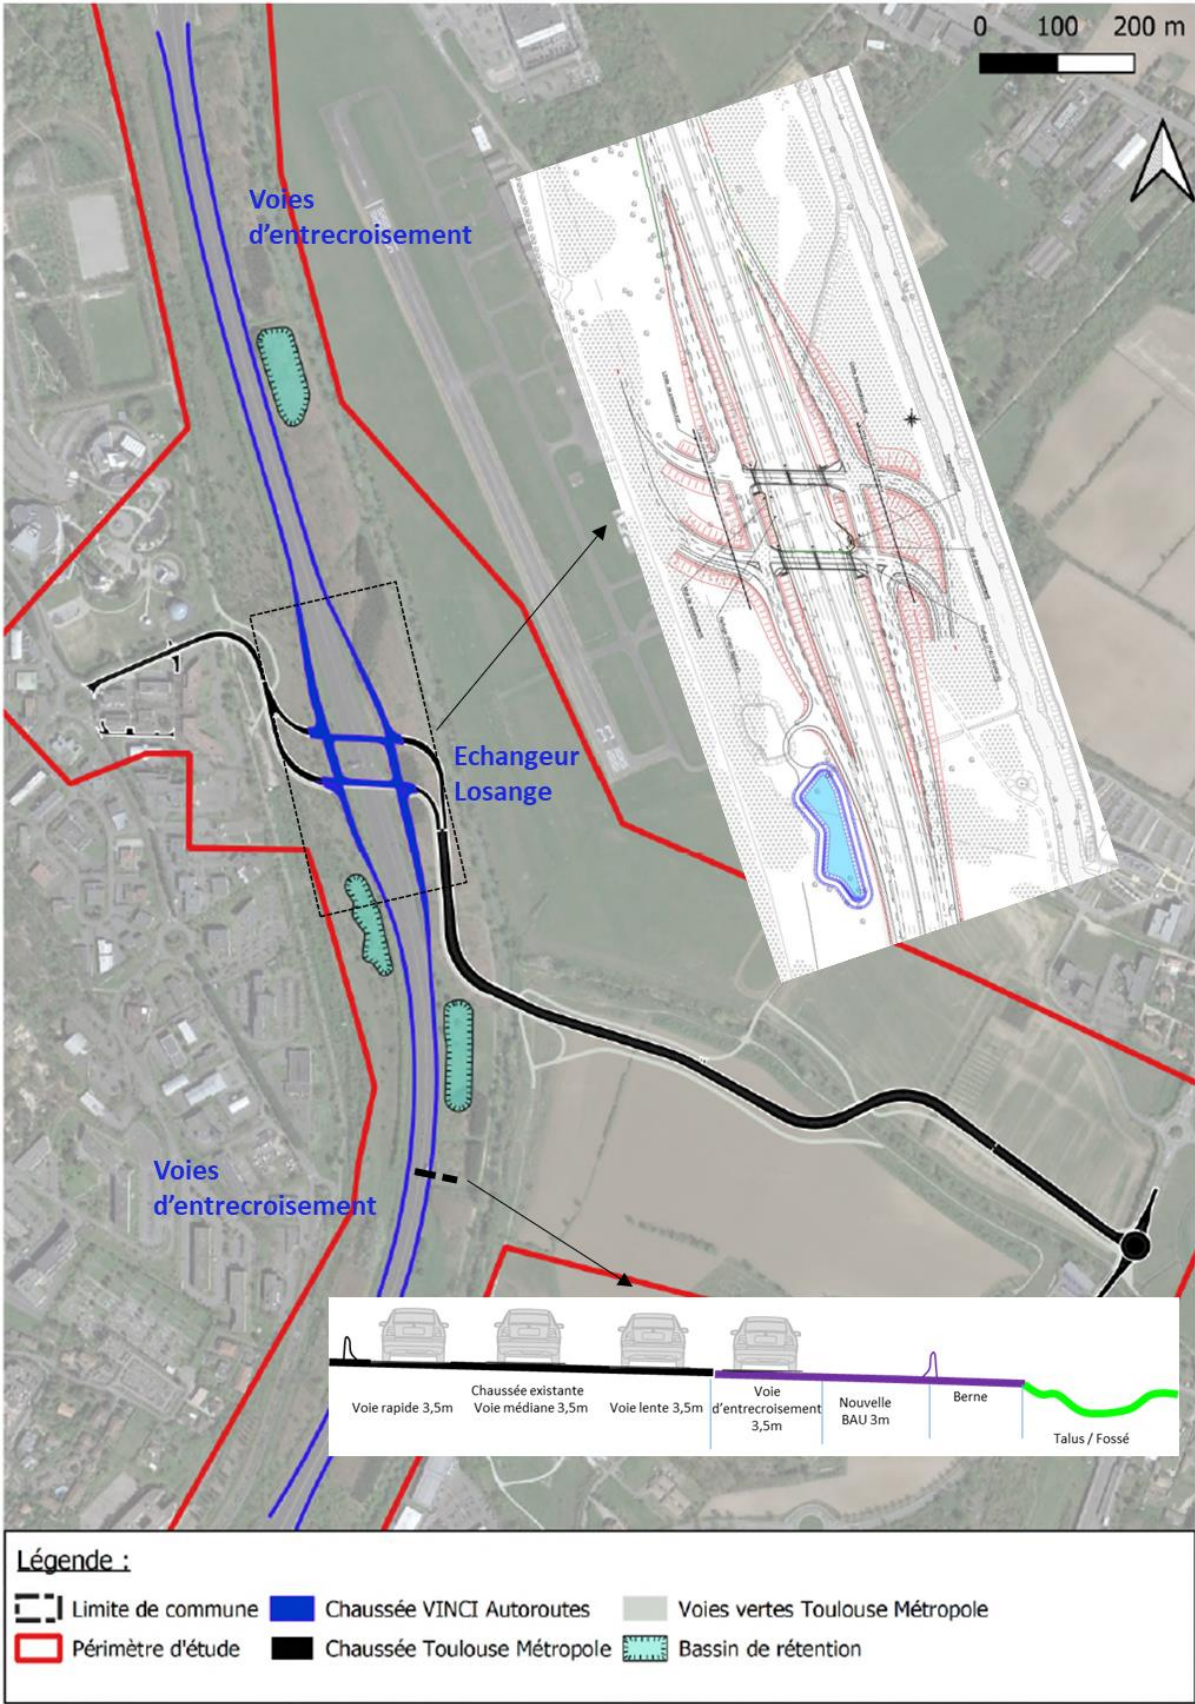 0 100 200 m
Voies
d'entrecroisement
Echangeur
Losange
Voies
d'entrecroisement
Voie rapide 3,5m
Chaussée existante
Voie médiane 3,5m
Voie lente 3,5m
Voie
d'entrecroisement
3,5m
Nouvelle
BAU 3m
Berne
Talus / Fossé
Légende :
Limite de commune
Chaussée VINCI Autoroutes
Voies vertes Toulouse Métropole
Périmètre d'étude
Chaussée Toulouse Métropole
Bassin de rétention